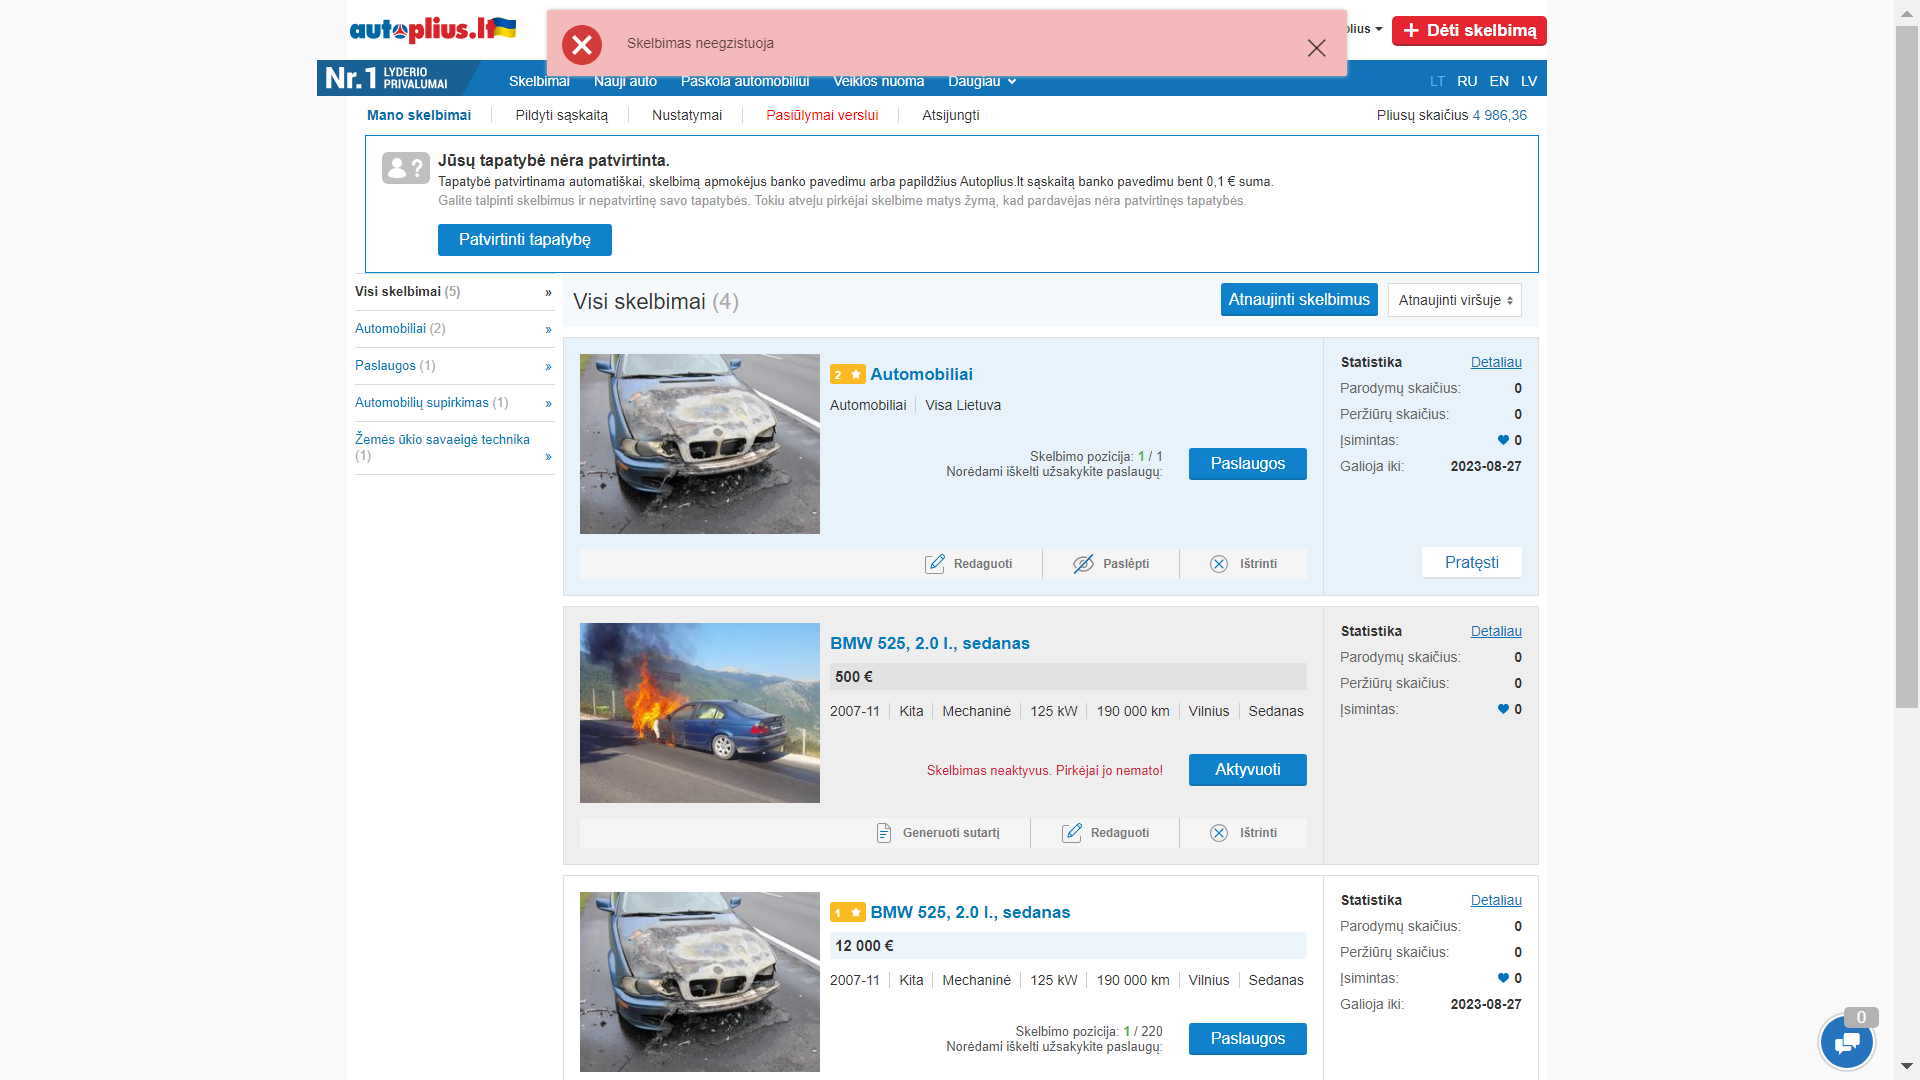 autoplius.lt
Skelbimas neegzistuoja
plius
Dėti skelbimą
Nr.1 LYDERIO PRIVALUMAI
Skelbimai Nauji auto Paskola automobiliui Veiklos nuoma Daugiau
LT RU EN LV
Mano skelbimai Pildyti sąskaitą Nustatymai Pasiūlymai verslui Atsijungti
Pliusų skaičius 4 986,36
Jūsų tapatybė nėra patvirtinta.
Tapatybė patvirtinama automatiškai, skelbimą apmokėjus banko pavedimu arba papildžius Autoplius.lt sąskaitą banko pavedimu bent 0,1 € suma.
Galite talpinti skelbimus ir nepatvirtinę savo tapatybės. Tokiu atveju pirkėjai skelbime matys žymą, kad pardavėjas nėra patvirtinęs tapatybės.
Patvirtinti tapatybę
Visi skelbimai (5) »
Automobiliai (2) »
Paslaugos (1) »
Automobilių supirkimas (1) »
Žemės ūkio savaeigė technika
(1) »
Visi skelbimai (4)
Atnaujinti skelbimus
Atnaujinti viršuje
2 Automobiliai
Automobiliai Visa Lietuva
Skelbimo pozicija: 1 / 1
Norėdami iškelti užsakykite paslaugų:
Paslaugos
Redaguoti Paslėpti Ištrinti
Statistika Detaliau
Parodymų skaičius: 0
Peržiūrų skaičius: 0
Įsimintas: 0
Galioja iki: 2023-08-27
Pratęsti
BMW 525, 2.0 l., sedanas
500 €
2007-11 Kita Mechaninė 125 kW 190 000 km Vilnius Sedanas
Skelbimas neaktyvus. Pirkėjai jo nemato!
Aktyvuoti
Generuoti sutartį Redaguoti Ištrinti
Statistika Detaliau
Parodymų skaičius: 0
Peržiūrų skaičius: 0
Įsimintas: 0
1 BMW 525, 2.0 l., sedanas
12 000 €
2007-11 Kita Mechaninė 125 kW 190 000 km Vilnius Sedanas
Skelbimo pozicija: 1 / 220
Norėdami iškelti užsakykite paslaugų:
Paslaugos
Statistika Detaliau
Parodymų skaičius: 0
Peržiūrų skaičius: 0
Įsimintas: 0
Galioja iki: 2023-08-27
0